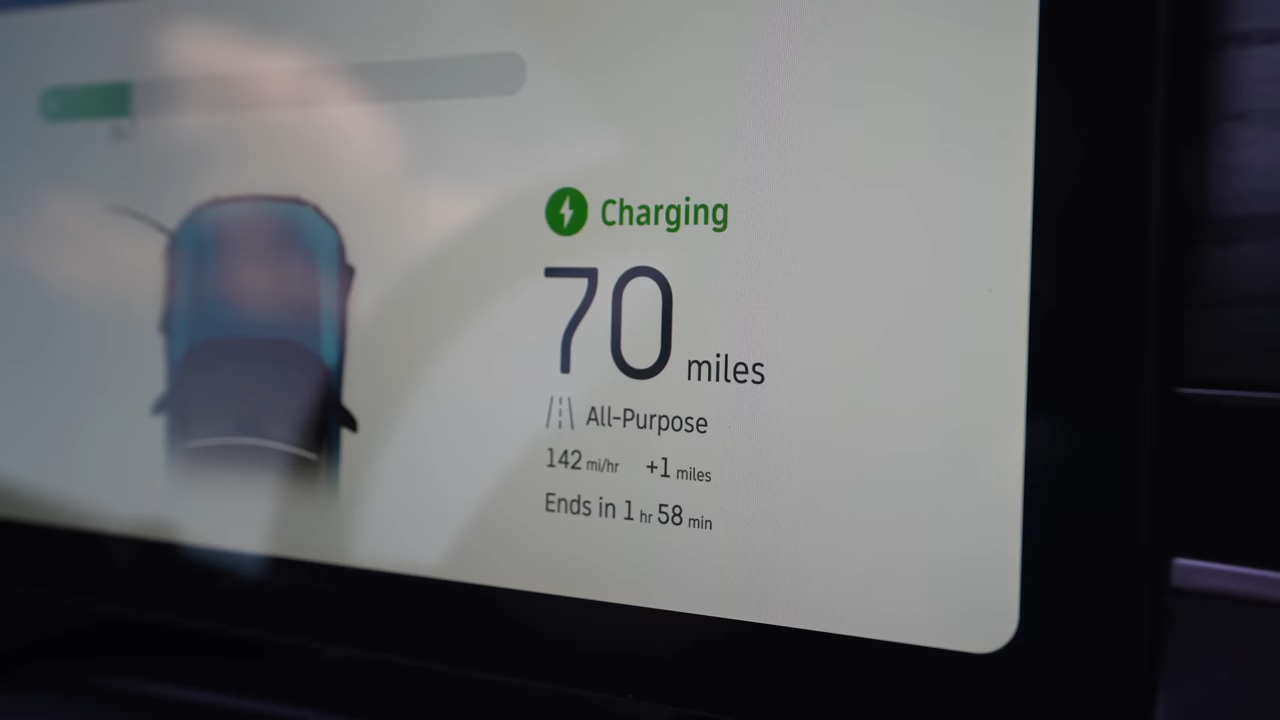 Charging
70 miles
All-Purpose
142 mi/hr +1 miles
Ends in 1 hr 58 min